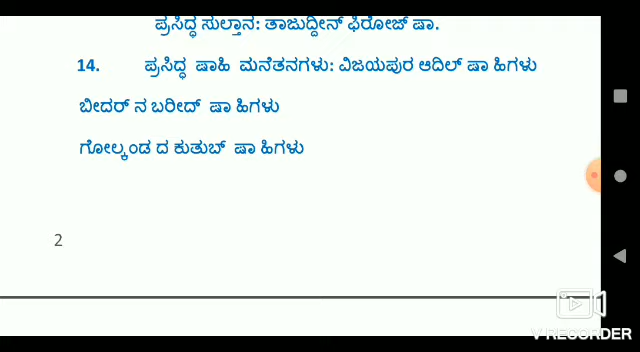 ಪ್ರಸಿದ್ಧ ಸುಲ್ತಾನ: ತಾಜುದ್ದೀನ್ ಫಿರೋಜ್ ಷಾ.
14. ಪ್ರಸಿದ್ಧ ಷಾಹಿ ಮನೆತನಗಳು: ವಿಜಯಪುರ ಆದಿಲ್ ಷಾ ಹಿಗಳು
ಬೀದರ್ ನ ಬರೀದ್ ಷಾ ಹಿಗಳು
ಗೋಲ್ಕಂಡ ದ ಕುತುಬ್ ಷಾ ಹಿಗಳು
2
V RECORDER